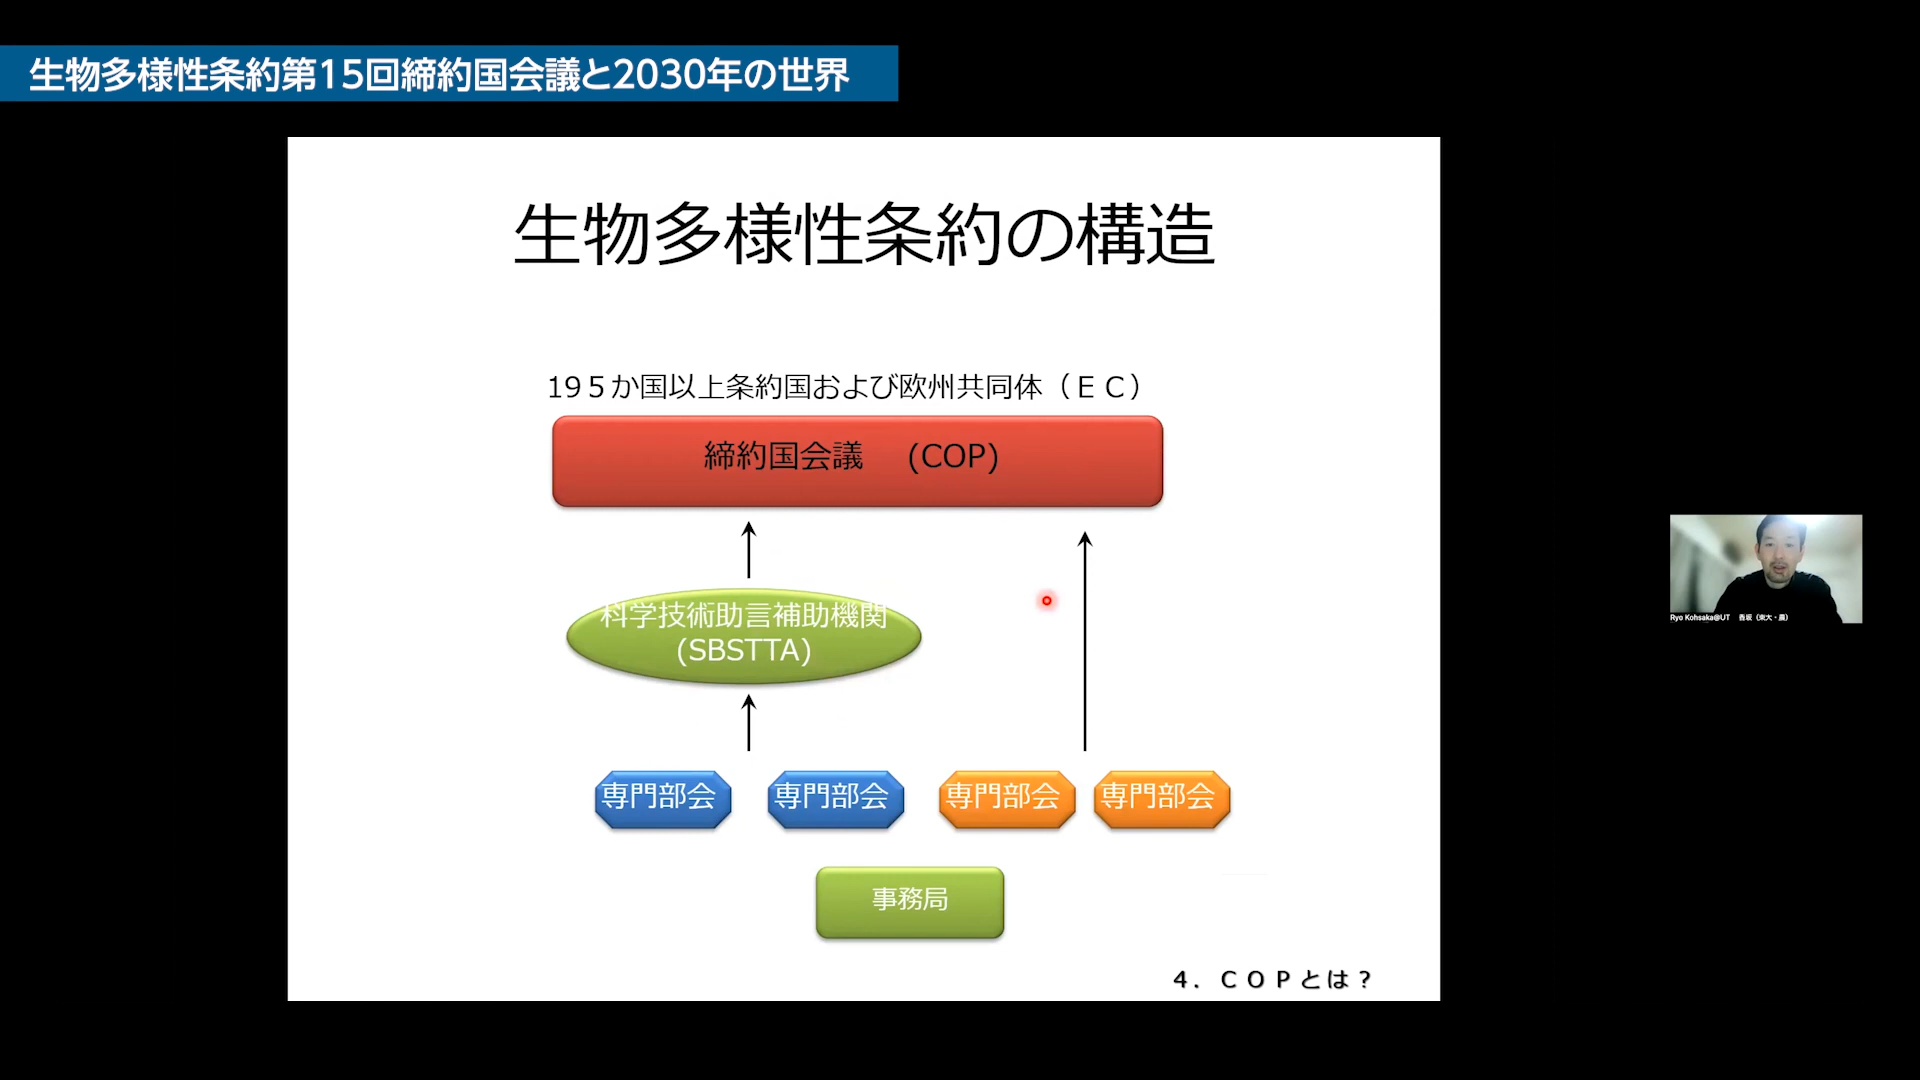 生物多様性条約第15回締約国会議と2030年の世界
生物多様性条約の構造
195か国以上条約国および欧州共同体（ＥＣ）
締約国会議　(COP)
科学技術助言補助機関
(SBSTTA)
専門部会
専門部会
専門部会
専門部会
事務局
４．ＣＯＰとは？
Ryo Kohsaka@UT　香坂（東大・農）